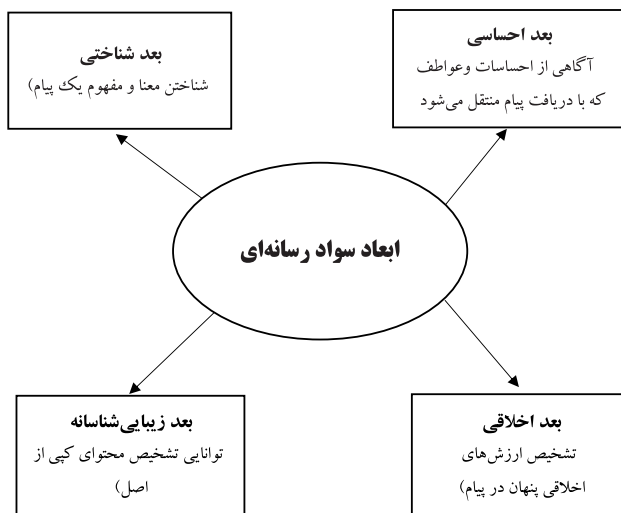 بعد احساسی
آگاهی از احساسات وعواطف
که با دریافت پیام منتقل می‌شود
بعد شناختی
شناختن معنا و مفهوم یک پیام)
ابعاد سواد رسانه‌ای
بعد اخلاقی
تشخیص ارزش‌های
اخلاقی پنهان در پیام)
بعد زیبایی‌شناسانه
توانایی تشخیص محتوای کپی از
اصل)